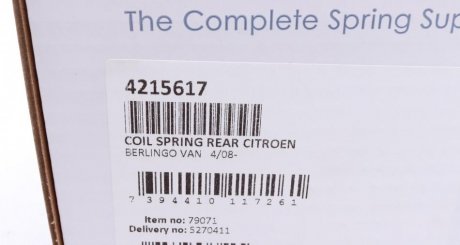 The Complete Spring Sup
4215617
COIL SPRING REAR CITROEN
BERLINGO VAN 4/08-
7 394410 117261
Item no: 79071
Delivery no: 5270411